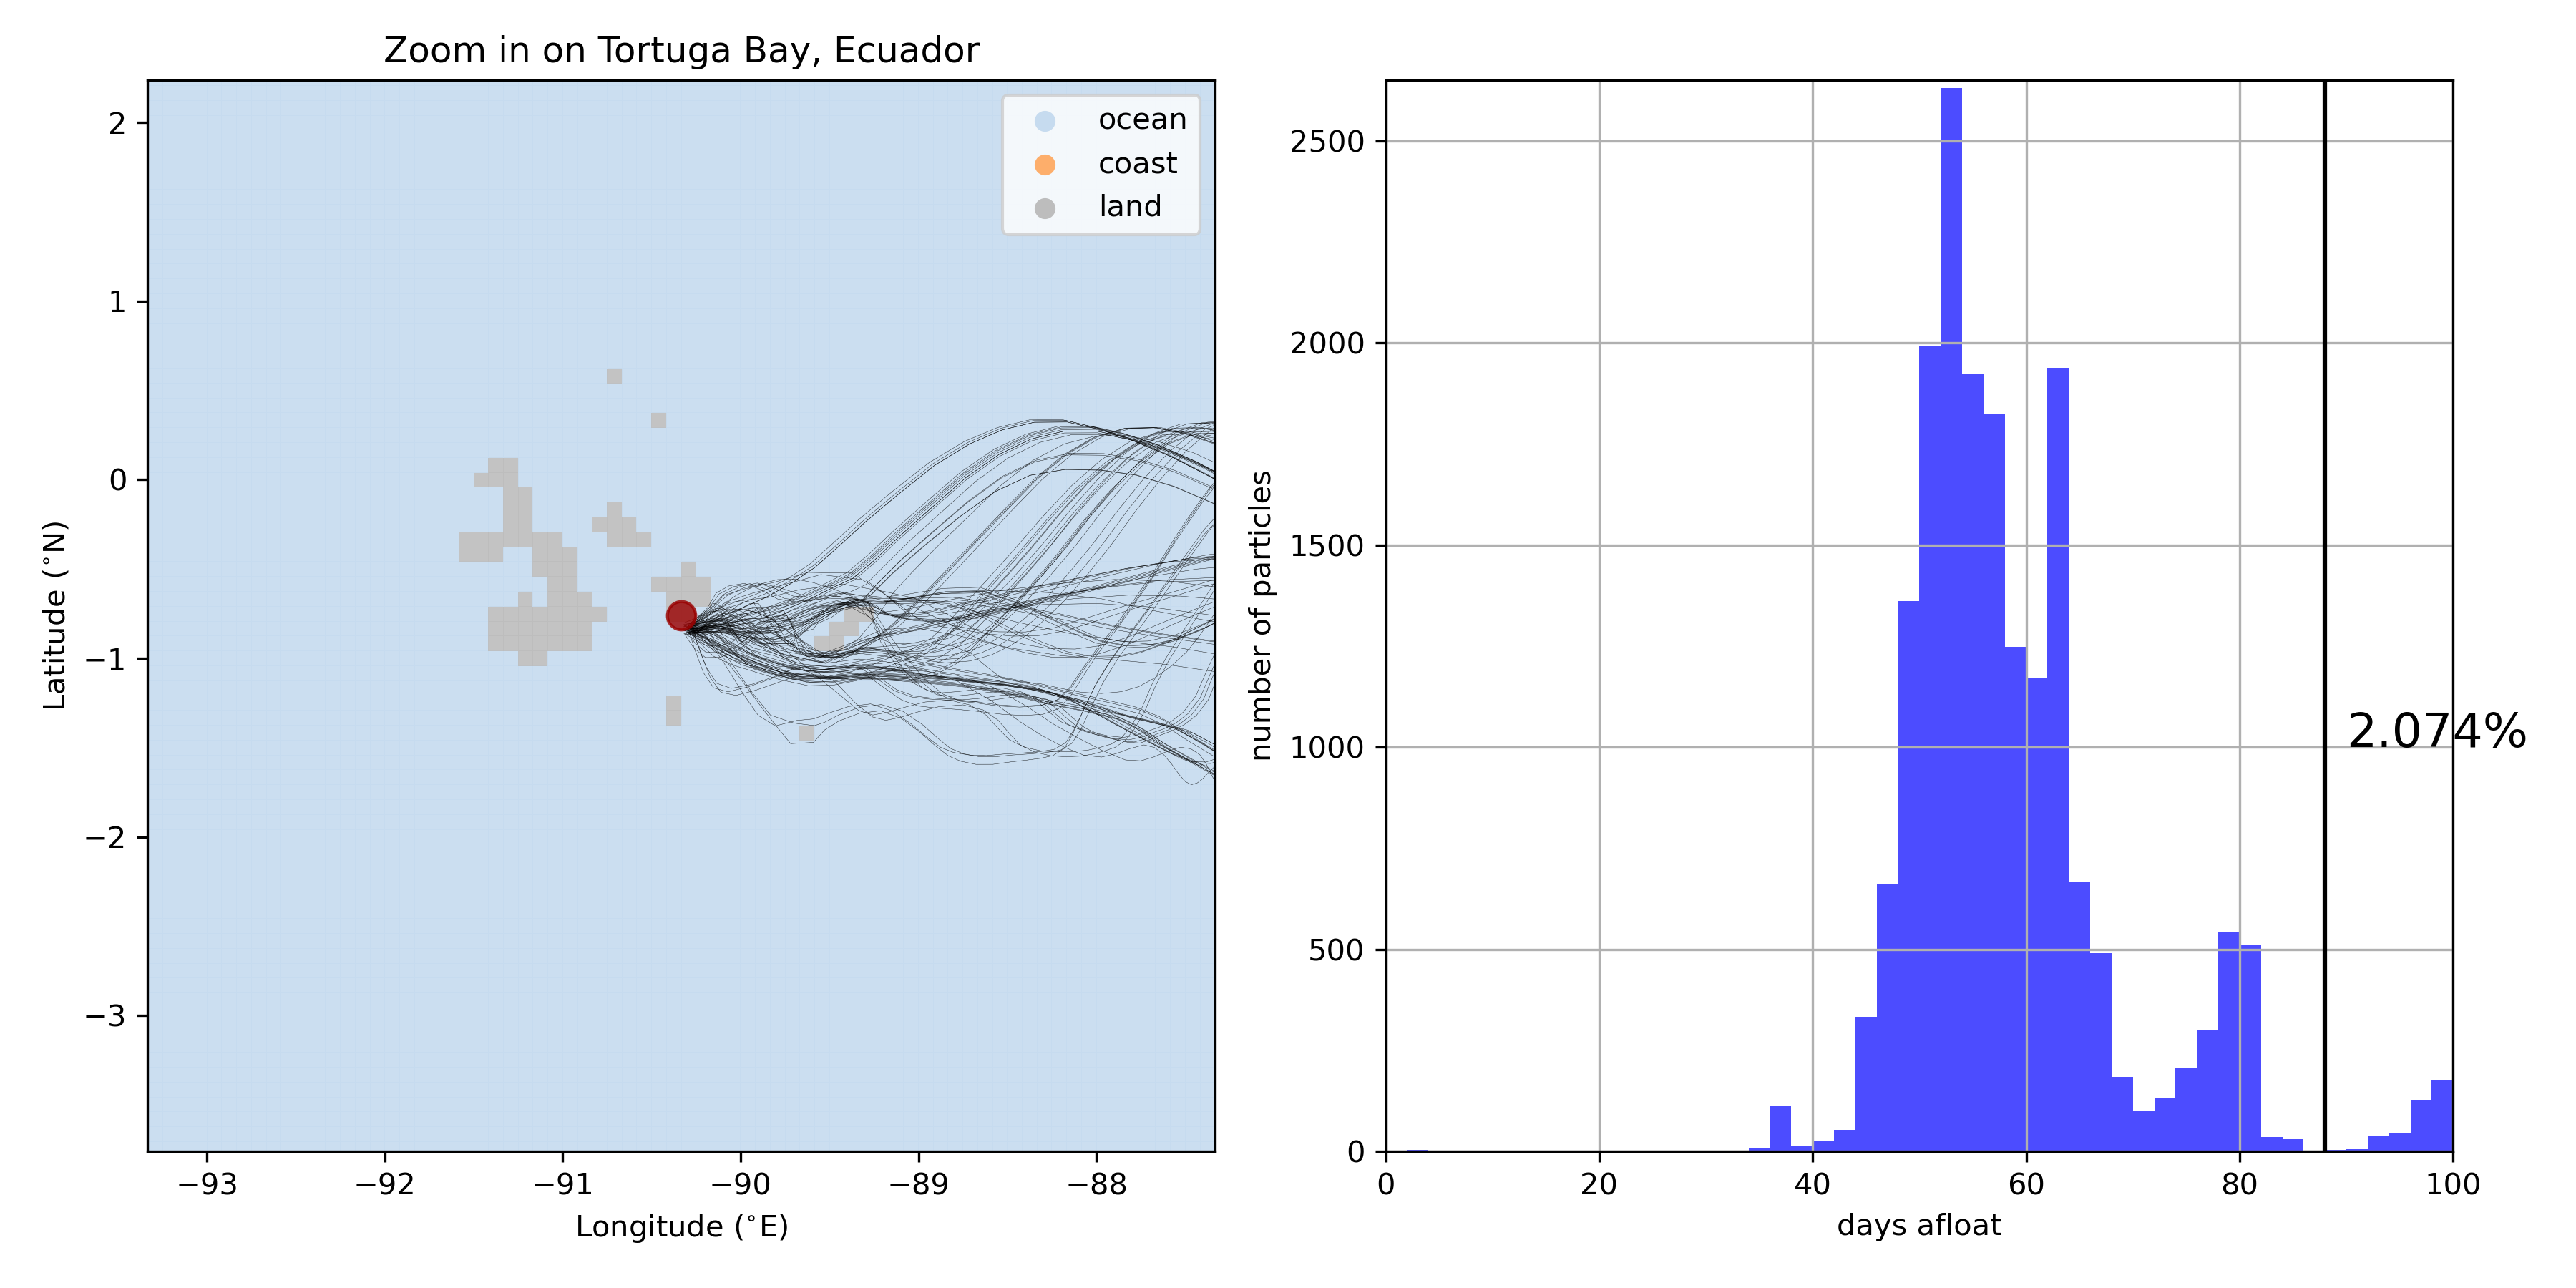 Zoom in on Tortuga Bay, Ecuador
ocean
coast
land
2
1
0
−1
−2
−3
Latitude (°N)
−93 −92 −91 −90 −89 −88
Longitude (°E)
2500
2000
1500
1000
500
0
number of particles
2.074%
0 20 40 60 80 100
days afloat